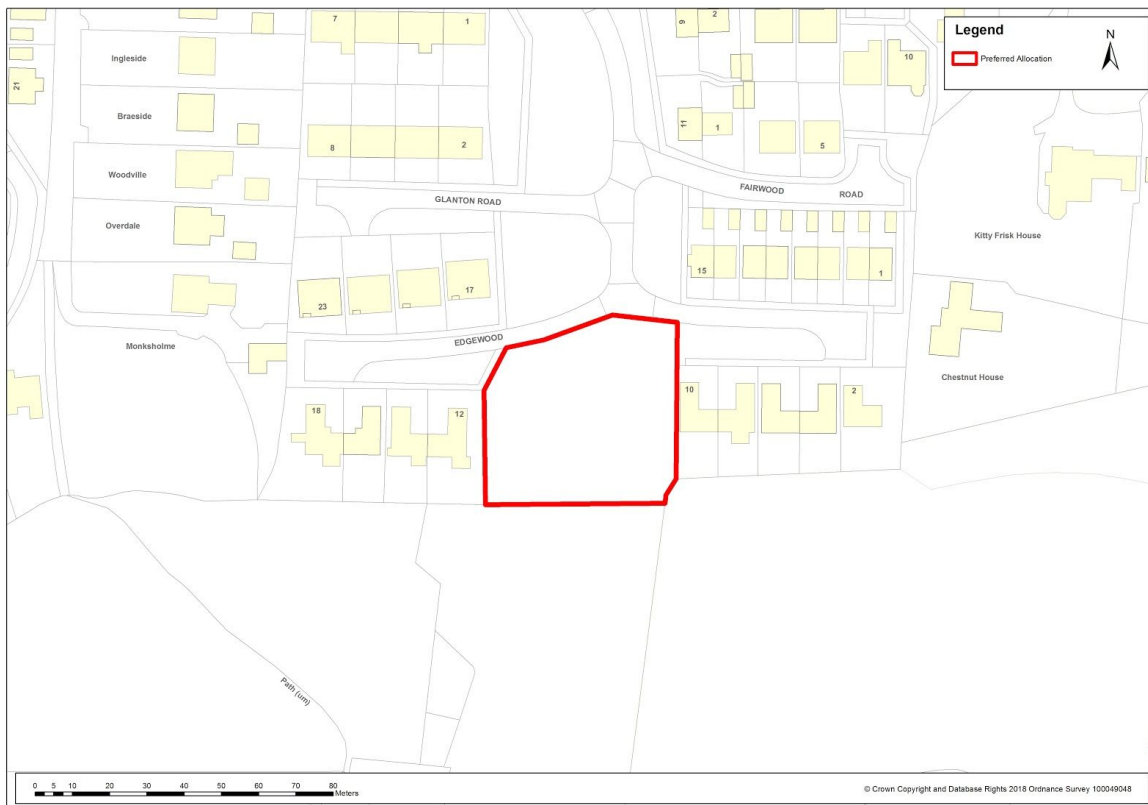 Legend
Preferred Allocation
N
7
1
9
2
10
21
Ingleside
Braeside
11
1
5
8
2
Woodville
FAIRWOOD ROAD
GLANTON ROAD
Overdale
Kitty Frisk House
15
1
23
17
EDGEWOOD
Monksholme
Chestnut House
18
12
10
2
Path (um)
0 5 10 20 30 40 50 60 70 80
Meters
© Crown Copyright and Database Rights 2018 Ordnance Survey 100049048